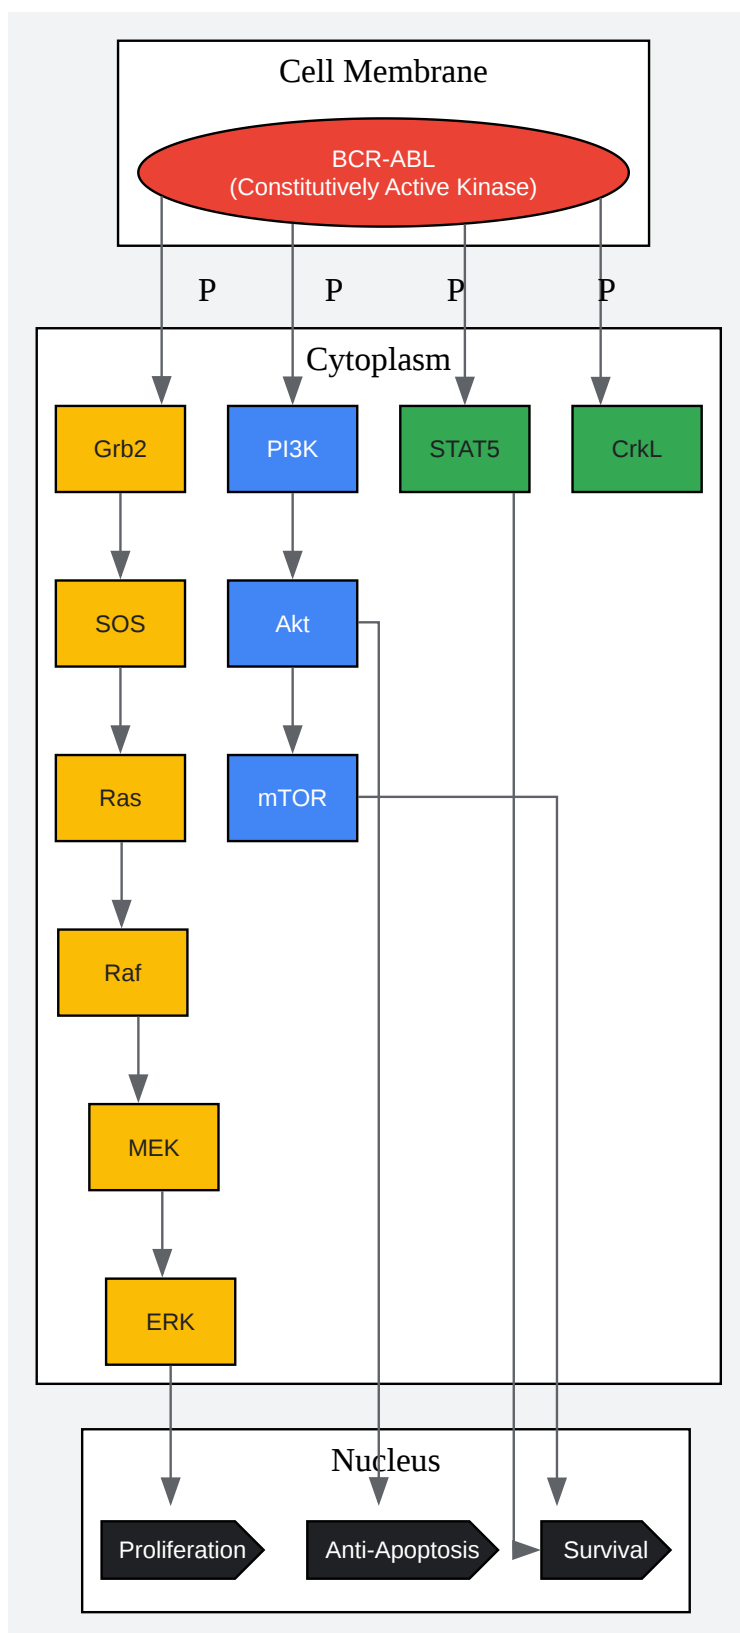 Cell Membrane
BCR-ABL
(Constitutively Active Kinase)
P P P P
Cytoplasm
Grb2 PI3K STAT5 CrkL
SOS Akt
Ras mTOR
Raf
MEK
ERK
Nucleus
Proliferation Anti-Apoptosis Survival